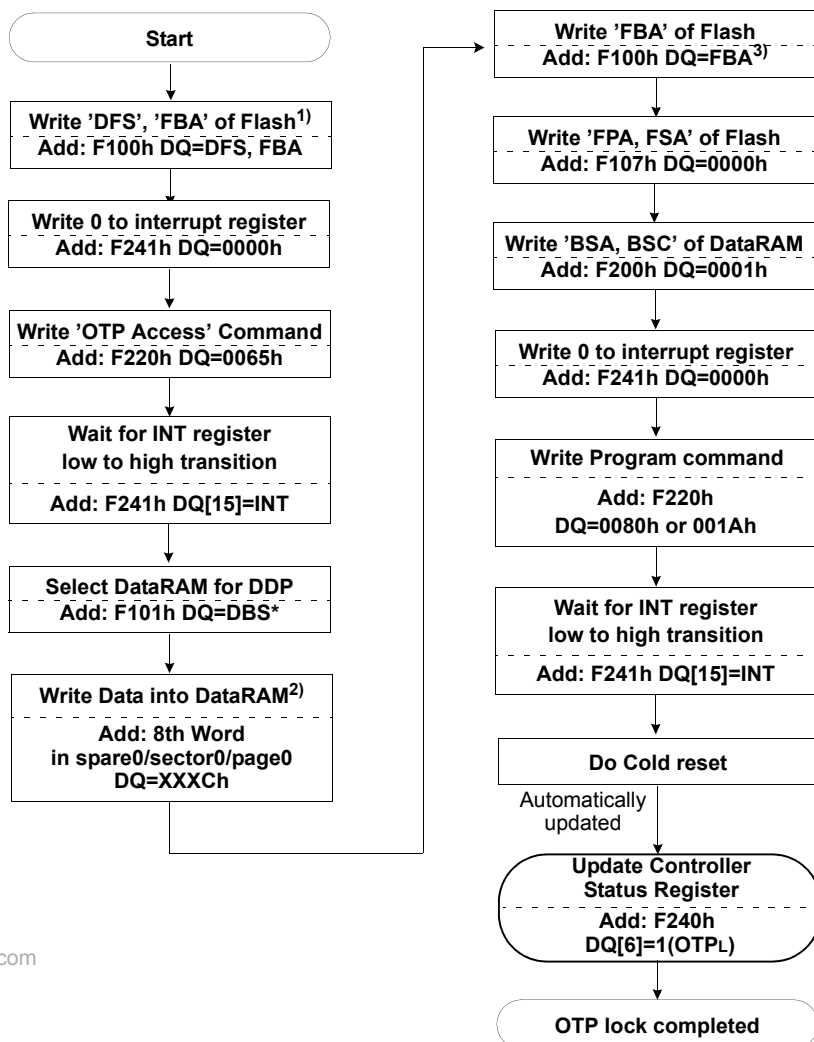 Start
Write 'DFS', 'FBA' of Flash1)
Add: F100h DQ=DFS, FBA
Write 0 to interrupt register
Add: F241h DQ=0000h
Write 'OTP Access' Command
Add: F220h DQ=0065h
Wait for INT register
low to high transition
Add: F241h DQ[15]=INT
Select DataRAM for DDP
Add: F101h DQ=DBS*
Write Data into DataRAM2)
Add: 8th Word
in spare0/sector0/page0
DQ=XXXCh
Write 'FBA' of Flash
Add: F100h DQ=FBA3)
Write 'FPA, FSA' of Flash
Add: F107h DQ=0000h
Write 'BSA, BSC' of DataRAM
Add: F200h DQ=0001h
Write 0 to interrupt register
Add: F241h DQ=0000h
Write Program command
Add: F220h
DQ=0080h or 001Ah
Wait for INT register
low to high transition
Add: F241h DQ[15]=INT
Do Cold reset
Automatically
updated
Update Controller
Status Register
Add: F240h
DQ[6]=1(OTPL)
OTP lock completed
com